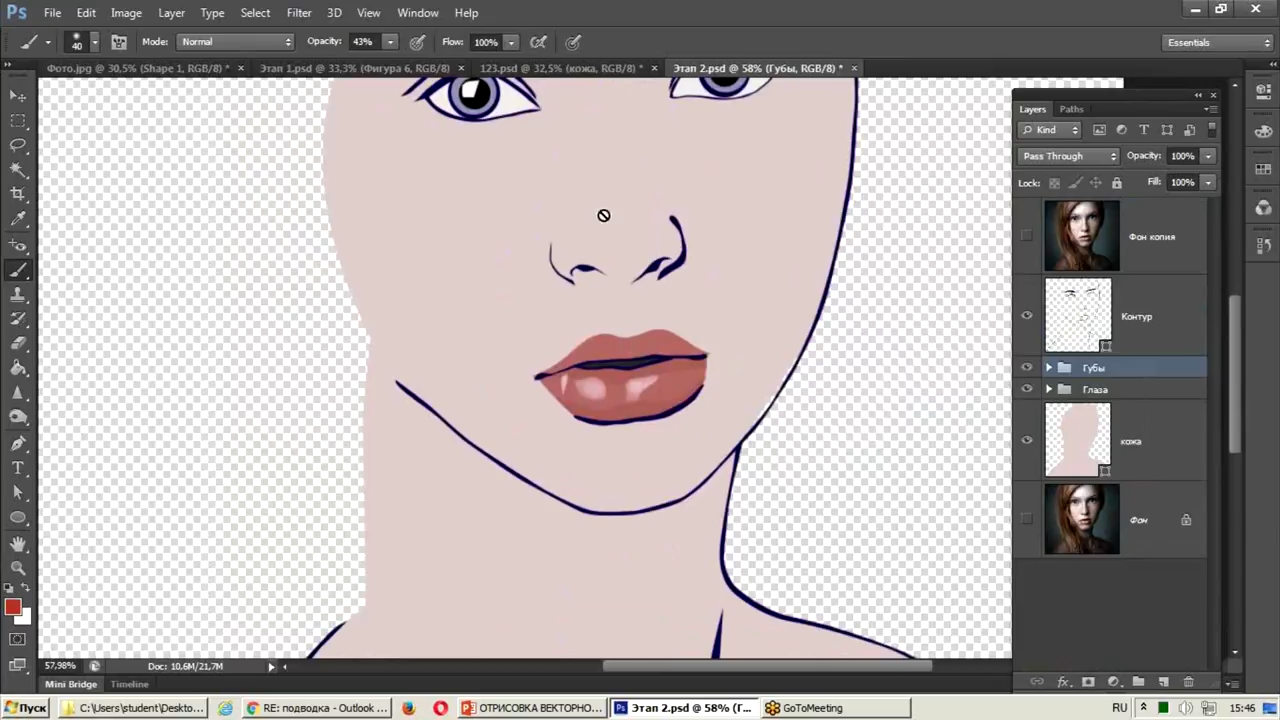 Ps File Edit Image Layer Type Select Filter 3D View Window Help
40 Mode: Normal Opacity: 43% Flow: 100% Essentials
Фото.jpg @ 30,5% (Shape 1, RGB/8) * × Этап 1.psd @ 33,3% (Фигура 6, RGB/8) × 123.psd @ 32,5% (кожа, RGB/8) * × Этап 2.psd @ 58% (Губы, RGB/8) * ×
Layers Paths
Kind
Pass Through Opacity: 100%
Lock: Fill: 100%
Фон копия
Контур
Губы
Глаза
кожа
Фон
57,98% Doc: 10,6M/21,7M
Mini Bridge Timeline
Пуск C:\Users\student\Deskto... RE: подводка - Outlook ... ОТРИСОВКА ВЕКТОРНО... Этап 2.psd @ 58% (Г... GoToMeeting RU 15:46